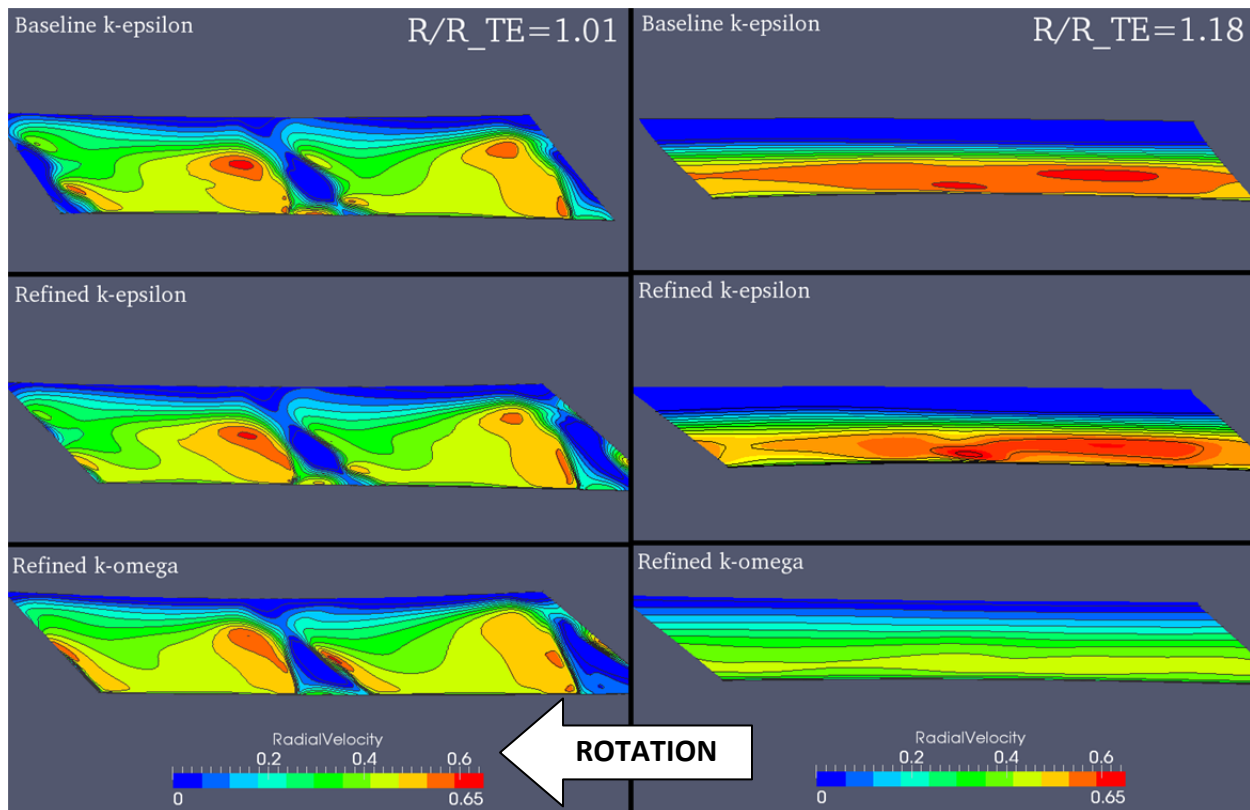 Baseline k-epsilon
R/R_TE=1.01
Baseline k-epsilon
R/R_TE=1.18
Refined k-epsilon
Refined k-epsilon
Refined k-omega
Refined k-omega
RadialVelocity
0.2 0.4 0.6
0 0.65
ROTATION
RadialVelocity
0.2 0.4 0.6
0 0.65